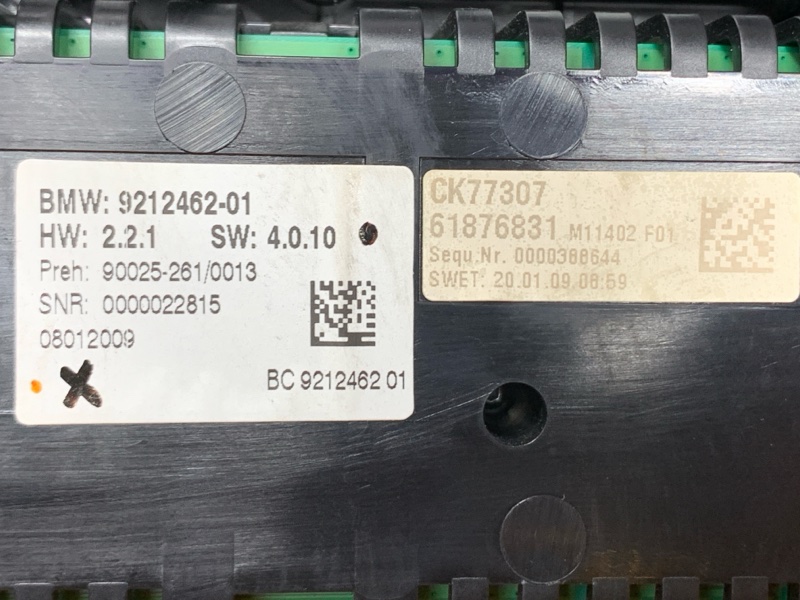 BMW: 9212462-01
HW: 2.2.1 SW: 4.0.10
Preh: 90025-261/0013
SNR: 0000022815
08012009
BC 9212462 01
CK77307
61876831 M11402 F01
Sequ.Nr. 0000388644
SWET: 20.01.09 08:59